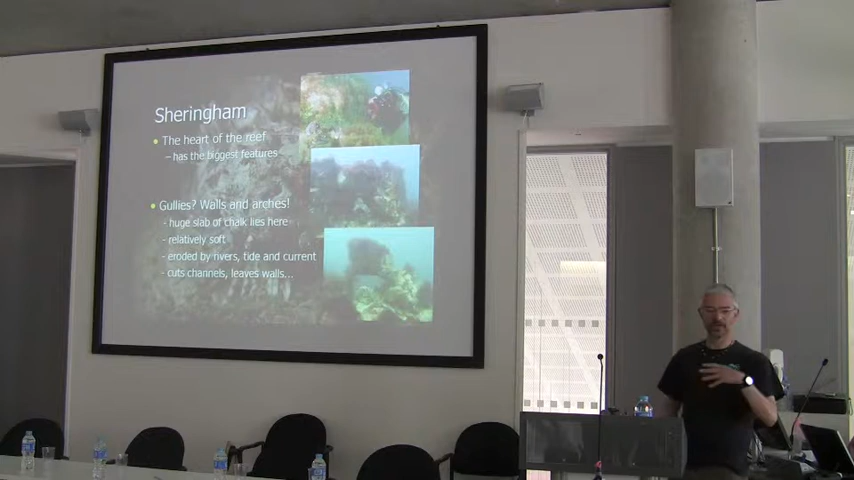 Sheringham
The heart of the reef
– has the biggest features
Gullies? Walls and arches!
- huge slab of chalk lies here
- relatively soft
- eroded by rivers, tide and current
- cuts channels, leaves walls...